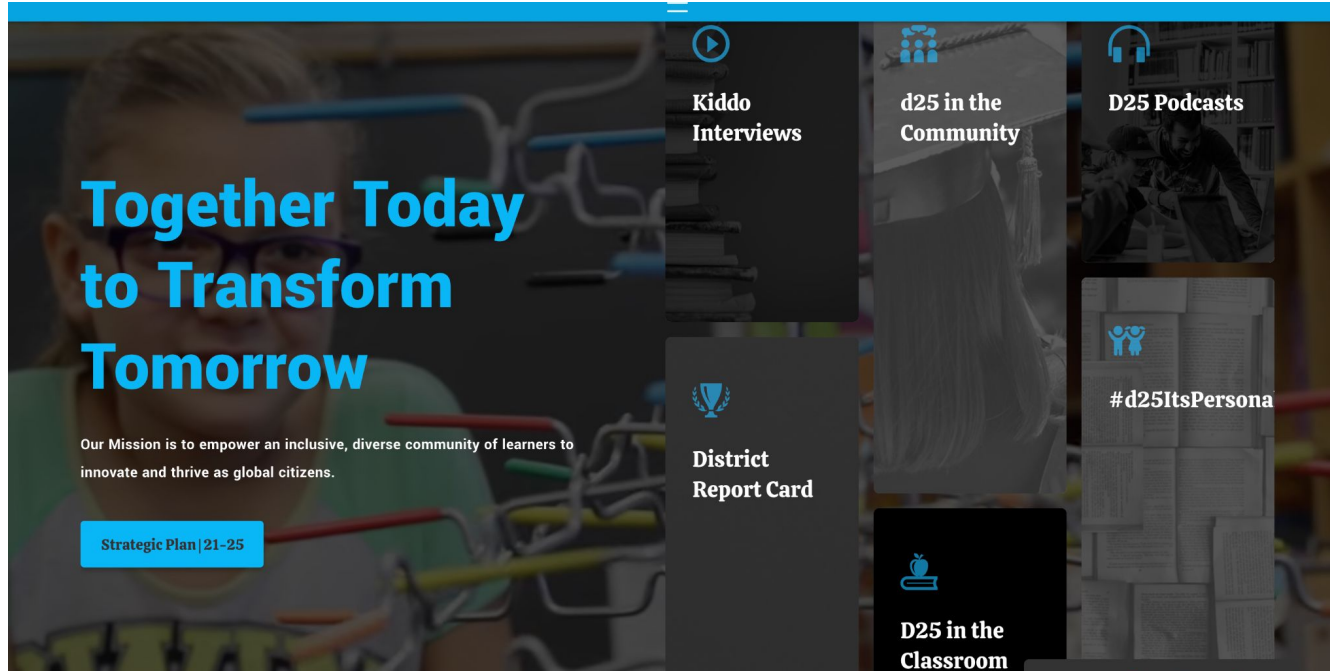 Together Today
to Transform
Tomorrow
Our Mission is to empower an inclusive, diverse community of learners to
innovate and thrive as global citizens.
Strategic Plan | 21-25
Kiddo
Interviews
District
Report Card
d25 in the
Community
D25 in the
Classroom
D25 Podcasts
#d25ItsPersona